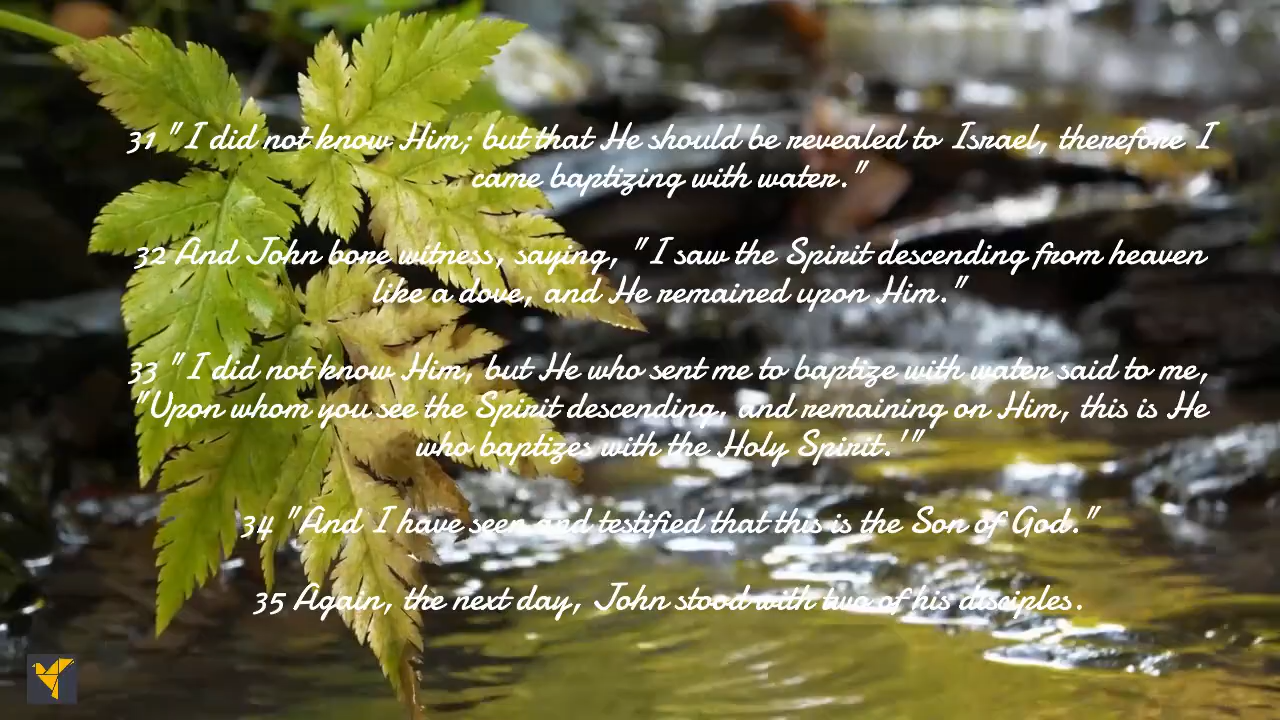 31 " I did not know Him; but that He should be revealed to Israel, therefore I
came baptizing with water."
32 And John bore witness, saying, " I saw the Spirit descending from heaven
like a dove, and He remained upon Him."
33 " I did not know Him, but He who sent me to baptize with water said to me,
"Upon whom you see the Spirit descending, and remaining on Him, this is He
who baptizes with the Holy Spirit.'"
34 "And I have seen and testified that this is the Son of God."
35 Again, the next day, John stood with two of his disciples.